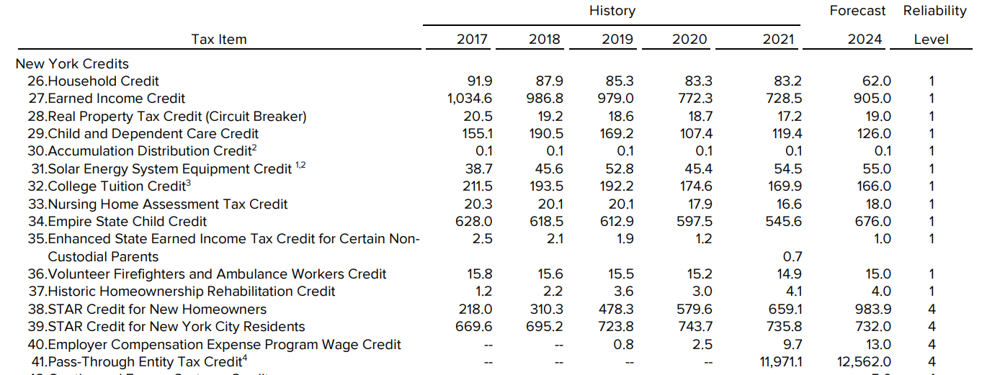 History Forecast Reliability
Tax Item 2017 2018 2019 2020 2021 2024 Level
New York Credits
26.Household Credit 91.9 87.9 85.3 83.3 83.2 62.0 1
27.Earned Income Credit 1,034.6 986.8 979.0 772.3 728.5 905.0 1
28.Real Property Tax Credit (Circuit Breaker) 20.5 19.2 18.6 18.7 17.2 19.0 1
29.Child and Dependent Care Credit 155.1 190.5 169.2 107.4 119.4 126.0 1
30.Accumulation Distribution Credit² 0.1 0.1 0.1 0.1 0.1 0.1 1
31.Solar Energy System Equipment Credit ¹,² 38.7 45.6 52.8 45.4 54.5 55.0 1
32.College Tuition Credit³ 211.5 193.5 192.2 174.6 169.9 166.0 1
33.Nursing Home Assessment Tax Credit 20.3 20.1 20.1 17.9 16.6 18.0 1
34.Empire State Child Credit 628.0 618.5 612.9 597.5 545.6 676.0 1
35.Enhanced State Earned Income Tax Credit for Certain Non- 2.5 2.1 1.9 1.2 1.0 1
Custodial Parents 0.7
36.Volunteer Firefighters and Ambulance Workers Credit 15.8 15.6 15.5 15.2 14.9 15.0 1
37.Historic Homeownership Rehabilitation Credit 1.2 2.2 3.6 3.0 4.1 4.0 1
38.STAR Credit for New Homeowners 218.0 310.3 478.3 579.6 659.1 983.9 4
39.STAR Credit for New York City Residents 669.6 695.2 723.8 743.7 735.8 732.0 4
40.Employer Compensation Expense Program Wage Credit -- -- 0.8 2.5 9.7 13.0 4
41.Pass-Through Entity Tax Credit⁴ -- -- -- -- 11,971.1 12,562.0 4